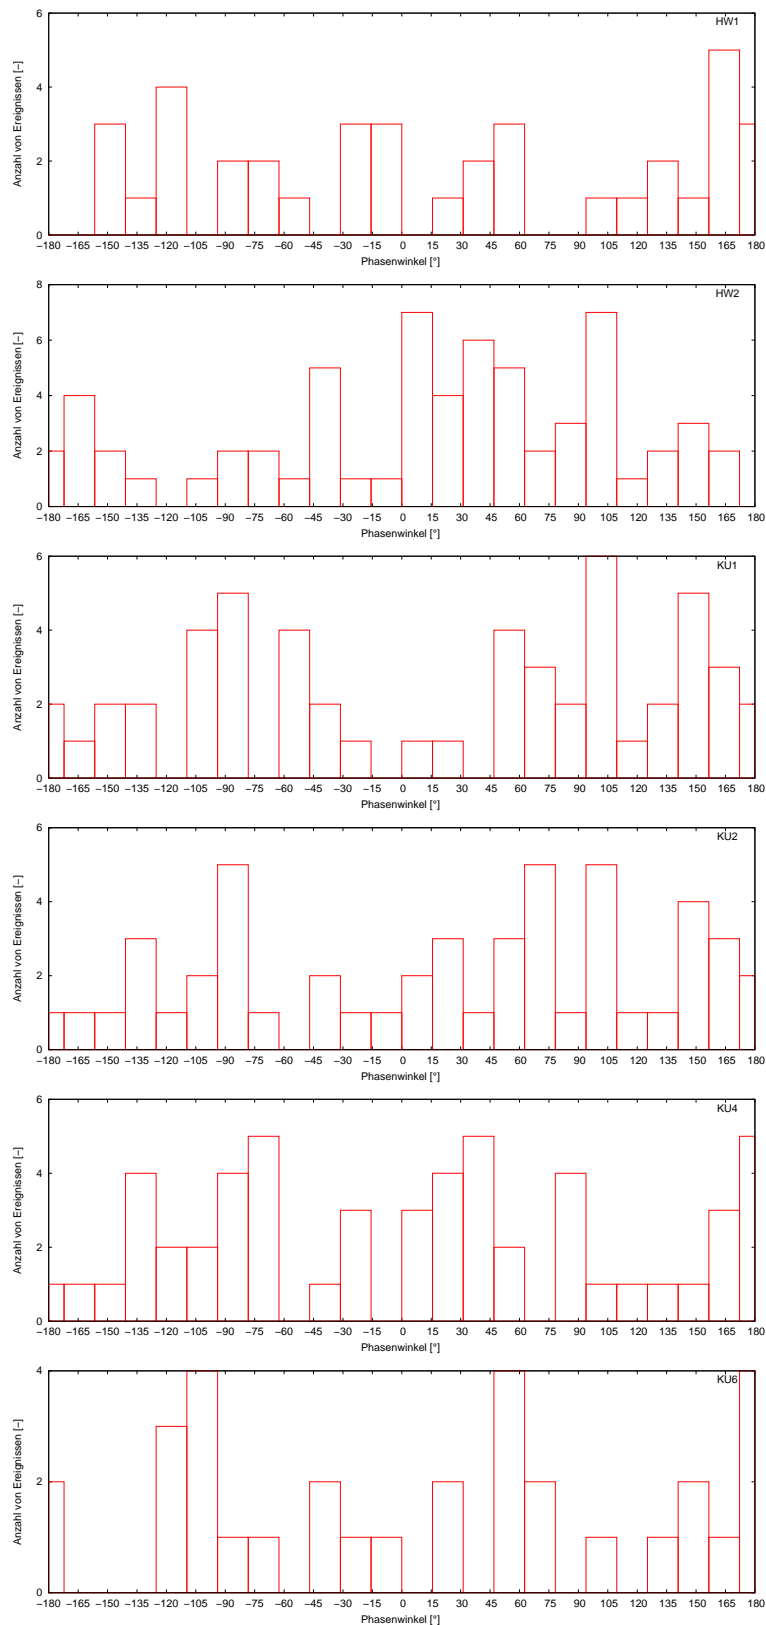 HW1
Anzahl von Ereignissen [−]
6
4
2
0
−180 −165 −150 −135 −120 −105 −90 −75 −60 −45 −30 −15 0 15 30 45 60 75 90 105 120 135 150 165 180
Phasenwinkel [°]
HW2
Anzahl von Ereignissen [−]
8
6
4
2
0
−180 −165 −150 −135 −120 −105 −90 −75 −60 −45 −30 −15 0 15 30 45 60 75 90 105 120 135 150 165 180
Phasenwinkel [°]
KU1
Anzahl von Ereignissen [−]
6
4
2
0
−180 −165 −150 −135 −120 −105 −90 −75 −60 −45 −30 −15 0 15 30 45 60 75 90 105 120 135 150 165 180
Phasenwinkel [°]
KU2
Anzahl von Ereignissen [−]
6
4
2
0
−180 −165 −150 −135 −120 −105 −90 −75 −60 −45 −30 −15 0 15 30 45 60 75 90 105 120 135 150 165 180
Phasenwinkel [°]
KU4
Anzahl von Ereignissen [−]
6
4
2
0
−180 −165 −150 −135 −120 −105 −90 −75 −60 −45 −30 −15 0 15 30 45 60 75 90 105 120 135 150 165 180
Phasenwinkel [°]
KU6
Anzahl von Ereignissen [−]
4
2
0
−180 −165 −150 −135 −120 −105 −90 −75 −60 −45 −30 −15 0 15 30 45 60 75 90 105 120 135 150 165 180
Phasenwinkel [°]